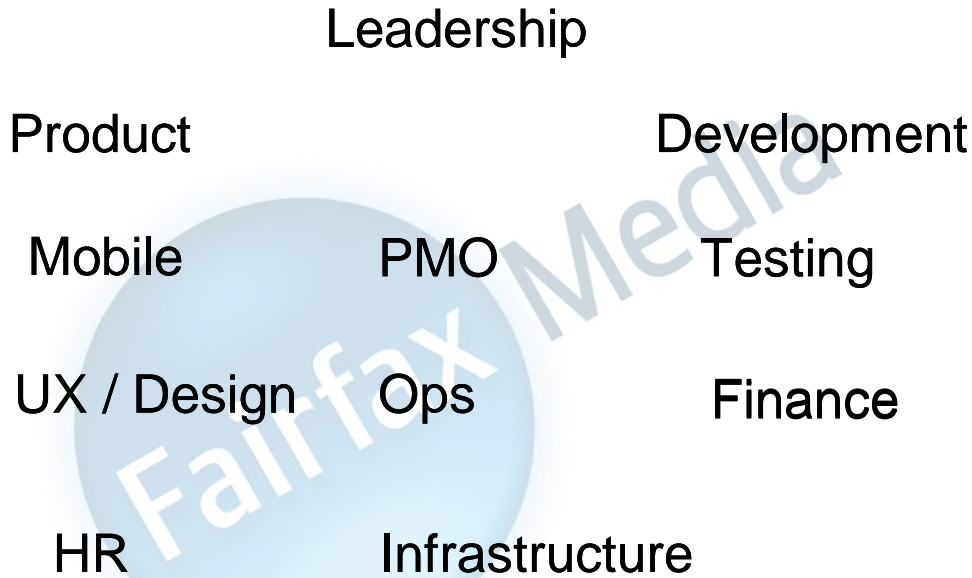 Leadership
Product Development
Mobile PMO Testing
UX / Design Ops Finance
HR Infrastructure
Fairfax Media